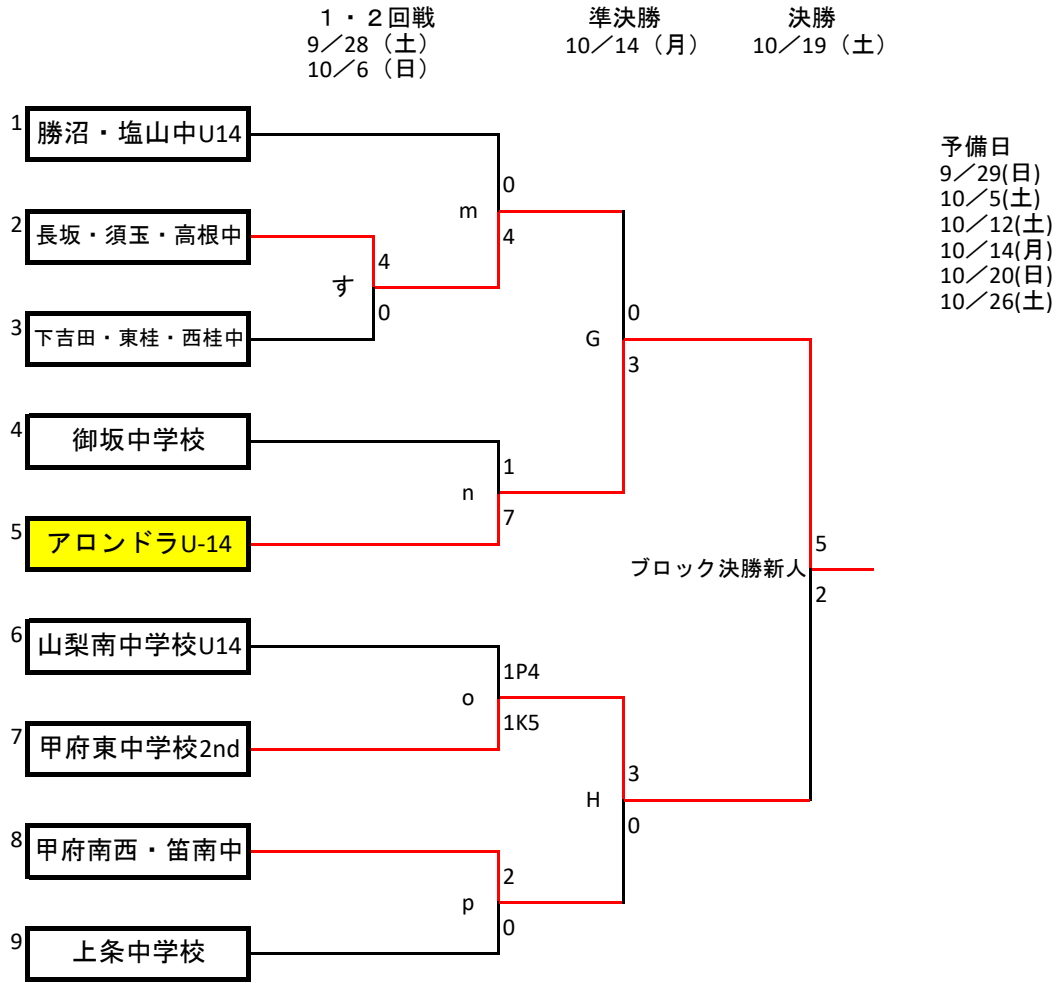 1・2回戦
9／28（土）
10／6（日）
準決勝
10／14（月）
決勝
10／19（土）
予備日
9／29(日)
10／5(土)
10／12(土)
10／14(月)
10／20(日)
10／26(土)
1
勝沼・塩山中U14
0
m
4
2
長坂・須玉・高根中
4
す
0
3
下吉田・東桂・西桂中
0
G
3
4
御坂中学校
1
n
7
5
アロンドラU-14
5
ブロック決勝新人
2
6
山梨南中学校U14
1P4
o
1K5
7
甲府東中学校2nd
3
H
0
8
甲府南西・笛南中
2
p
0
9
上条中学校